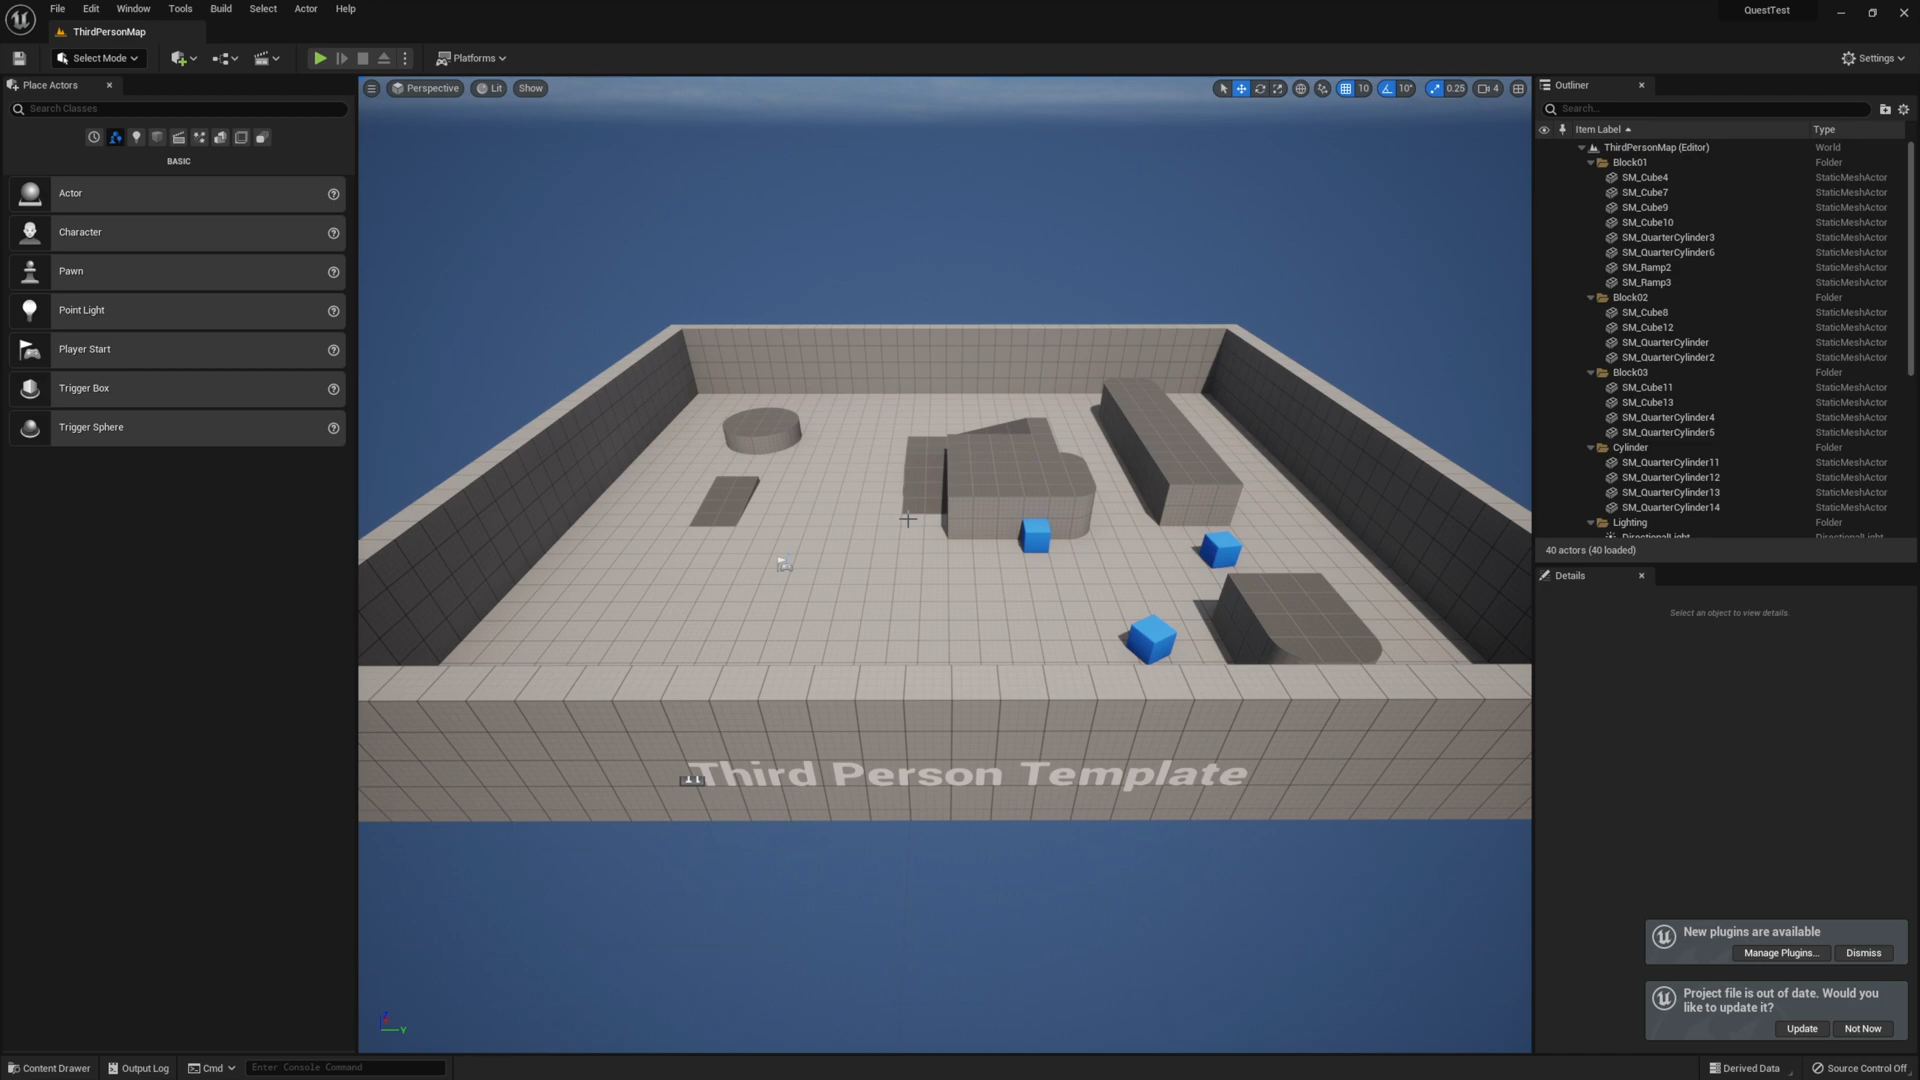 File Edit Window Tools Build Select Actor Help
QuestTest
ThirdPersonMap
Select Mode
Platforms
Settings
Place Actors
Search Classes
BASIC
Actor
Character
Pawn
Point Light
Player Start
Trigger Box
Trigger Sphere
Perspective Lit Show
10 10° 0.25 4
Third Person Template
Z
Y
Outliner
Search...
Item Label Type
ThirdPersonMap (Editor) World
Block01 Folder
SM_Cube4 StaticMeshActor
SM_Cube7 StaticMeshActor
SM_Cube9 StaticMeshActor
SM_Cube10 StaticMeshActor
SM_QuarterCylinder3 StaticMeshActor
SM_QuarterCylinder6 StaticMeshActor
SM_Ramp2 StaticMeshActor
SM_Ramp3 StaticMeshActor
Block02 Folder
SM_Cube8 StaticMeshActor
SM_Cube12 StaticMeshActor
SM_QuarterCylinder StaticMeshActor
SM_QuarterCylinder2 StaticMeshActor
Block03 Folder
SM_Cube11 StaticMeshActor
SM_Cube13 StaticMeshActor
SM_QuarterCylinder4 StaticMeshActor
SM_QuarterCylinder5 StaticMeshActor
Cylinder Folder
SM_QuarterCylinder11 StaticMeshActor
SM_QuarterCylinder12 StaticMeshActor
SM_QuarterCylinder13 StaticMeshActor
SM_QuarterCylinder14 StaticMeshActor
Lighting Folder
DirectionalLight DirectionalLight
40 actors (40 loaded)
Details
Select an object to view details.
New plugins are available
Manage Plugins... Dismiss
Project file is out of date. Would you
like to update it?
Update Not Now
Content Drawer Output Log Cmd Enter Console Command
Derived Data Source Control Off